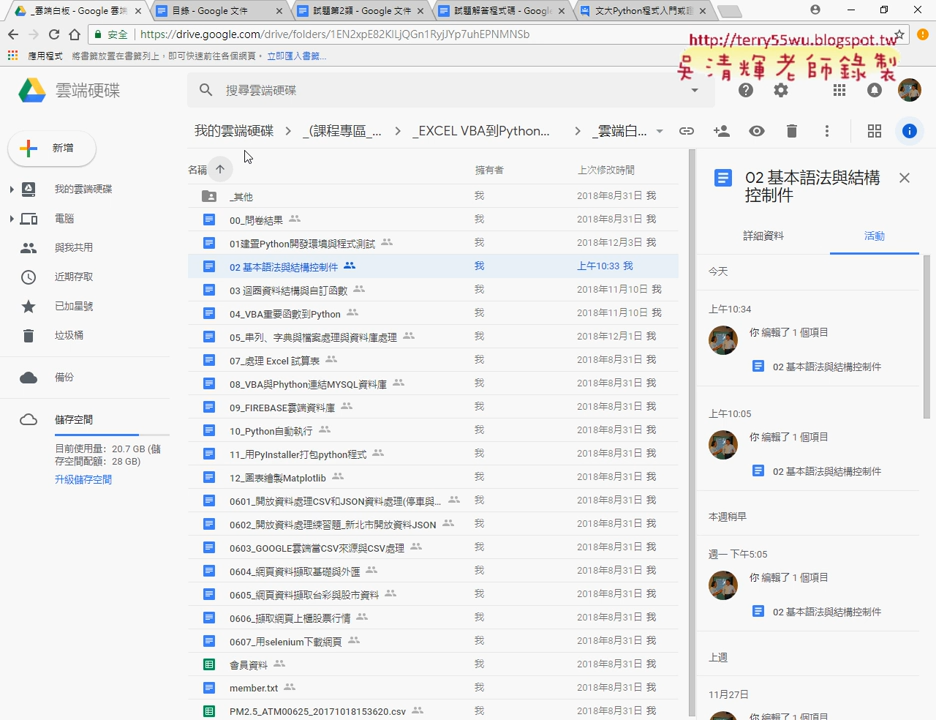 _雲端白板 - Google 雲端
目錄 - Google 文件
試題第2類 - Google 文件
試題解答程式碼 - Googl
文大Python程式入門或跟
安全 | https://drive.google.com/drive/folders/1EN2xpE82KILjQGn1RyjJYp7uhEPNMNSb
應用程式 將書籤放置在書籤列上，即可快速前往各個網頁。 立即匯入書籤...
http://terry55wu.blogspot.tw
吳清輝老師錄製
雲端硬碟
搜尋雲端硬碟
新增
我的雲端硬碟 > _(課程專區_... > _EXCEL VBA到Python... > _雲端白...
我的雲端硬碟
電腦
與我共用
近期存取
已加星號
垃圾桶
備份
儲存空間
目前使用量：20.7 GB (儲
存空間配額：28 GB)
升級儲存空間
名稱 擁有者 上次修改時間
_其他 我 2018年8月31日 我
00_問卷結果 我 2018年8月31日 我
01建置Python開發環境與程式測試 我 2018年12月3日 我
02 基本語法與結構控制件 我 上午10:33 我
03 迴圈資料結構與自訂函數 我 2018年11月10日 我
04_VBA重要函數到Python 我 2018年11月10日 我
05_串列、字典與檔案處理與資料庫處理 我 2018年12月1日 我
07_處理 Excel 試算表 我 2018年8月31日 我
08_VBA與Phython連結MYSQL資料庫 我 2018年8月31日 我
09_FIREBASE雲端資料庫 我 2018年8月31日 我
10_Python自動執行 我 2018年8月31日 我
11_用PyInstaller打包python程式 我 2018年8月31日 我
12_圖表繪製Matplotlib 我 2018年8月31日 我
0601_開放資料處理CSV和JSON資料處理(停車與... 我 2018年8月31日 我
0602_開放資料處理練習題_新北市開放資料JSON 我 2018年8月31日 我
0603_GOOGLE雲端當CSV來源與CSV處理 我 2018年8月31日 我
0604_網頁資料擷取基礎與外匯 我 2018年8月31日 我
0605_網頁資料擷取台彩與股市資料 我 2018年8月31日 我
0606_擷取網頁上櫃股票行情 我 2018年8月31日 我
0607_用selenium下載網頁 我 2018年8月31日 我
會員資料 我 2018年8月31日 我
member.txt 我 2018年8月31日 我
PM2.5_ATM00625_20171018153620.csv 我 2018年8月31日 我
02 基本語法與結構
控制件
詳細資料 活動
今天
上午10:34
你 編輯了 1 個項目
02 基本語法與結構控制件
上午10:05
你 編輯了 1 個項目
02 基本語法與結構控制件
本週稍早
週一 下午5:05
你 編輯了 1 個項目
02 基本語法與結構控制件
上週
11月27日
你 編輯了 1 個項目